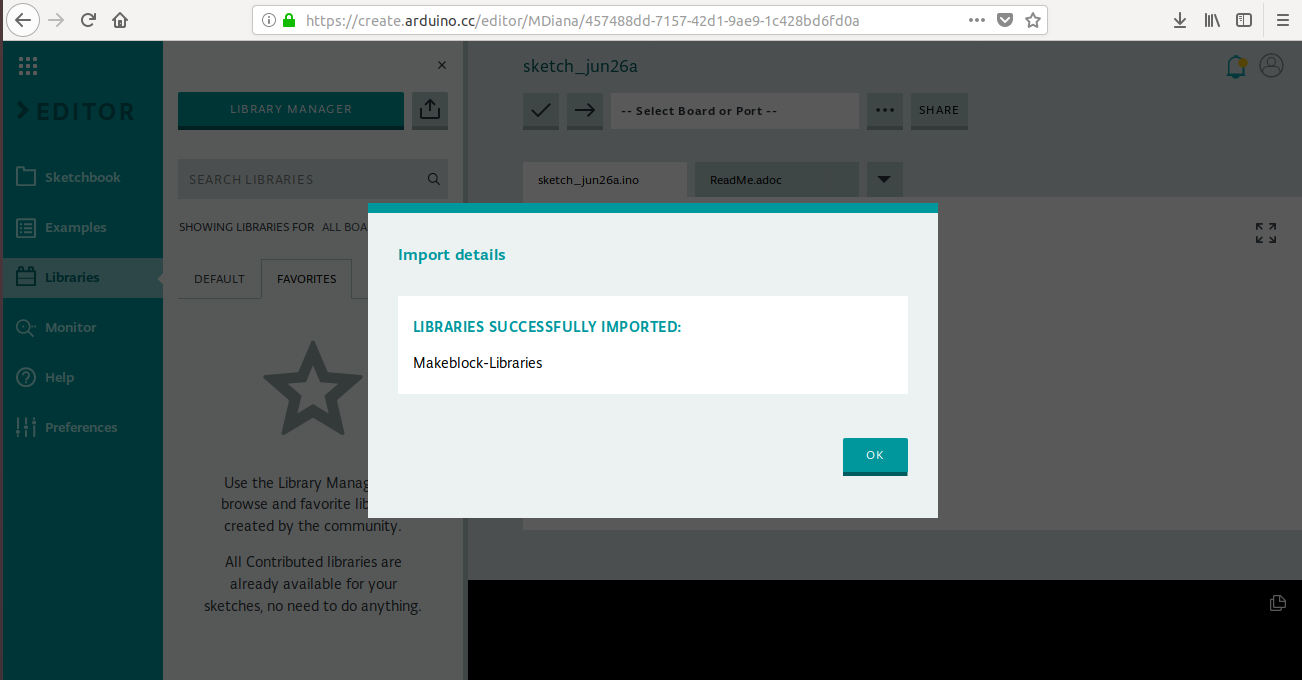 https://create.arduino.cc/editor/MDiana/457488dd-7157-42d1-9ae9-1c428bd6fd0a
EDITOR
Sketchbook
Examples
Libraries
Monitor
Help
Preferences
LIBRARY MANAGER
SEARCH LIBRARIES
SHOWING LIBRARIES FOR ALL BOA
DEFAULT
FAVORITES
Use the Library Manag
browse and favorite lib
created by the community.
All Contributed libraries are
already available for your
sketches, no need to do anything.
sketch_jun26a
-- Select Board or Port --
SHARE
sketch_jun26a.ino
ReadMe.adoc
Import details
LIBRARIES SUCCESSFULLY IMPORTED:
Makeblock-Libraries
OK